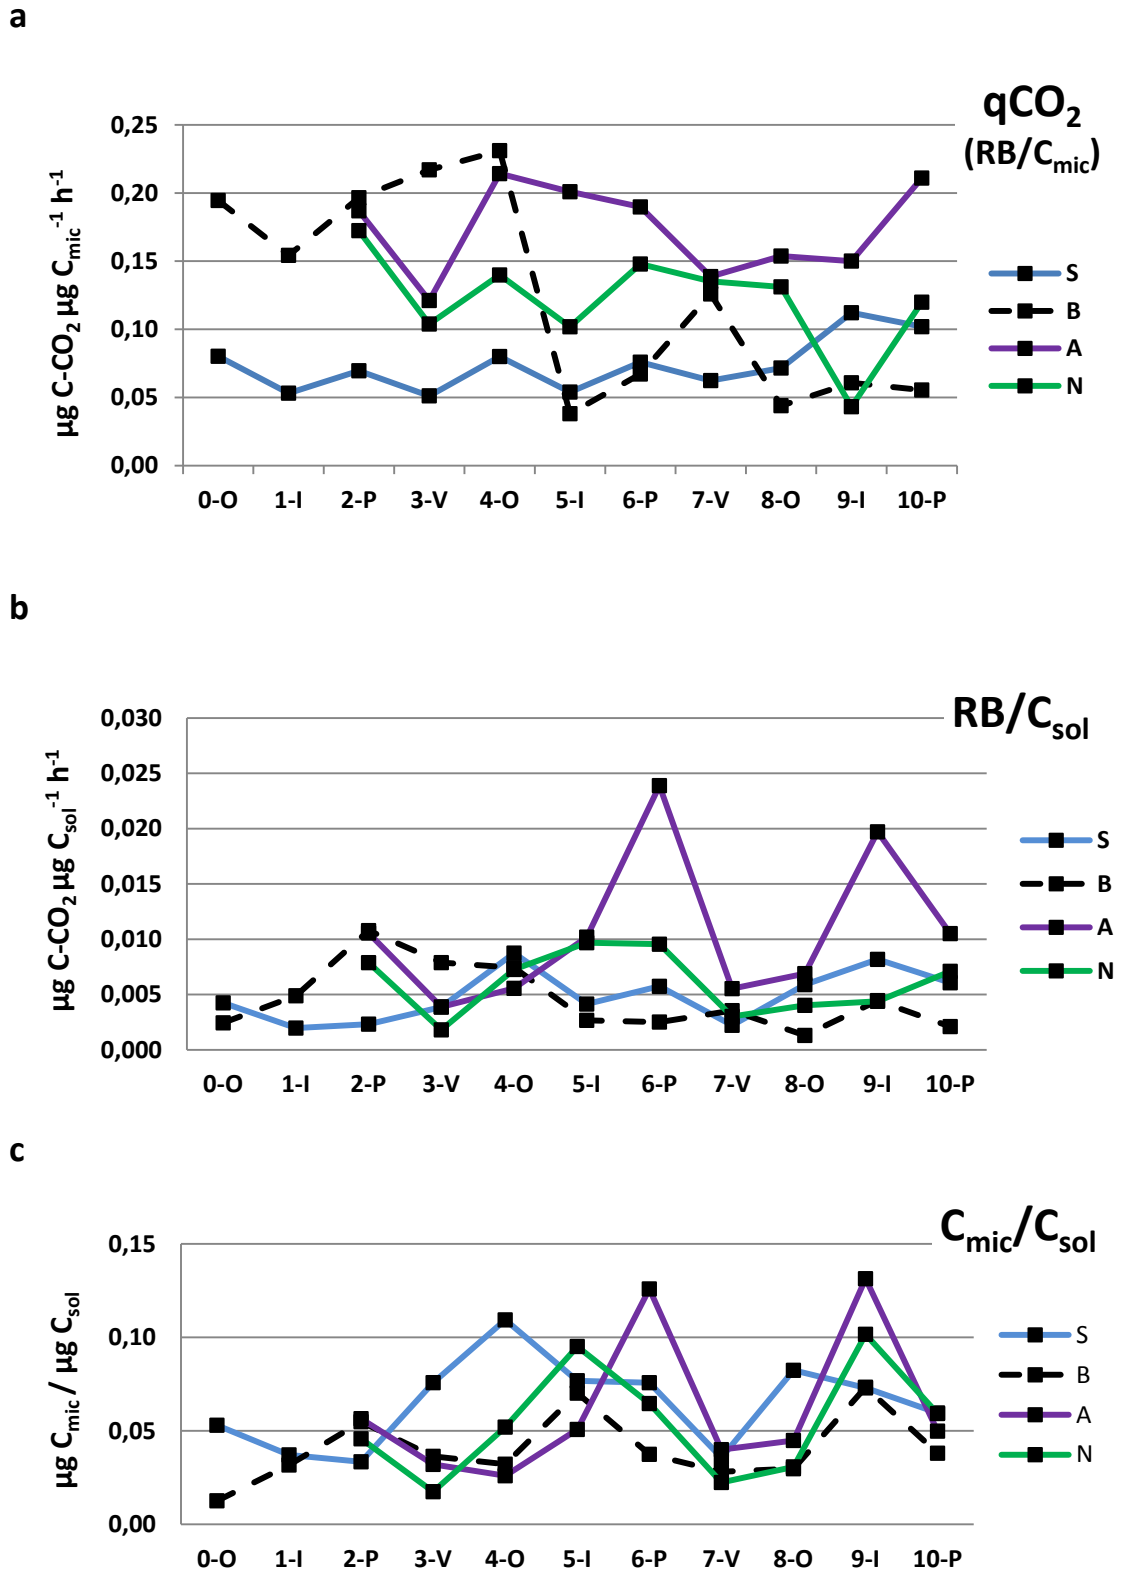 a
qCO2
(RB/Cmic)
µg C-CO2 µg Cmic-1 h-1
0,25
0,20
0,15
0,10
0,05
0,00
0-O 1-I 2-P 3-V 4-O 5-I 6-P 7-V 8-O 9-I 10-P
S
B
A
N
b
RB/Csol
µg C-CO2 µg Csol-1 h-1
0,030
0,025
0,020
0,015
0,010
0,005
0,000
0-O 1-I 2-P 3-V 4-O 5-I 6-P 7-V 8-O 9-I 10-P
S
B
A
N
c
Cmic/Csol
µg Cmic / µg Csol
0,15
0,10
0,05
0,00
0-O 1-I 2-P 3-V 4-O 5-I 6-P 7-V 8-O 9-I 10-P
S
B
A
N